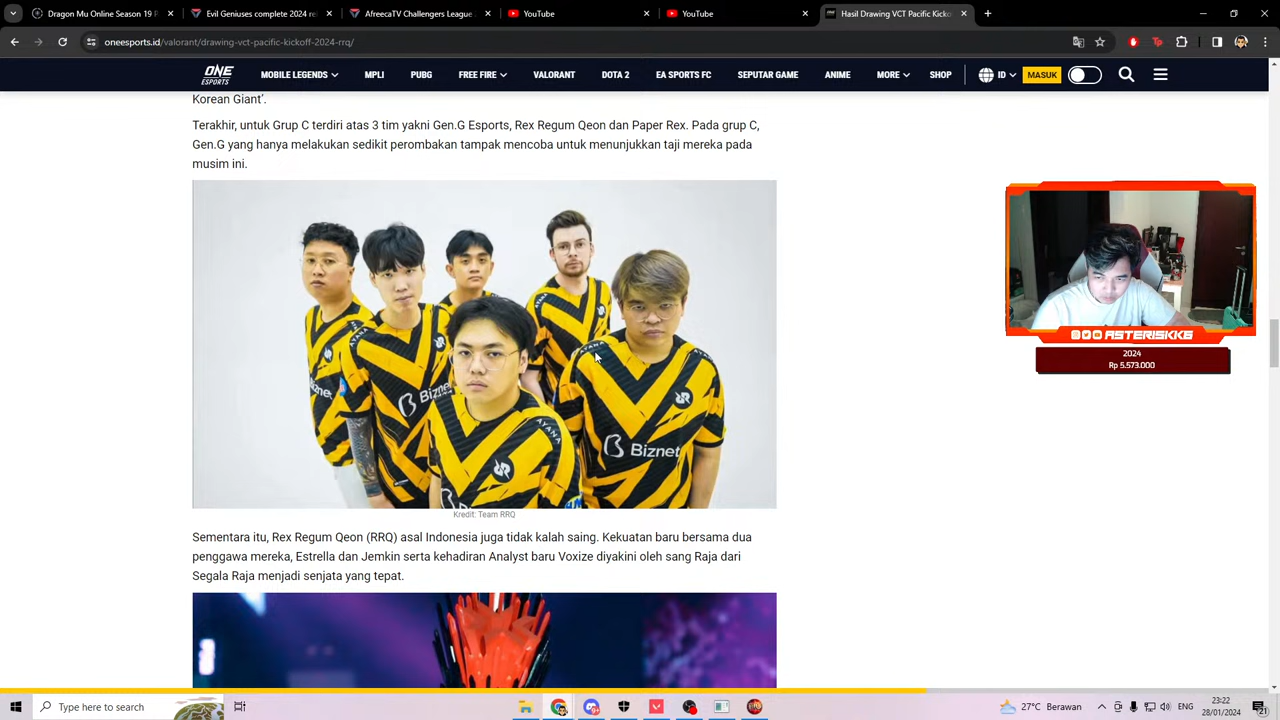 Dragon Mu Online Season 19 P
Evil Geniuses complete 2024 re
AfreecaTV Challengers League
YouTube
YouTube
Hasil Drawing VCT Pacific Kicko
oneesports.id/valorant/drawing-vct-pacific-kickoff-2024-rrq/
ONE
ESPORTS
MOBILE LEGENDS
MPLI
PUBG
FREE FIRE
VALORANT
DOTA 2
EA SPORTS FC
SEPUTAR GAME
ANIME
MORE
SHOP
ID
MASUK
Korean Giant'.
Terakhir, untuk Grup C terdiri atas 3 tim yakni Gen.G Esports, Rex Regum Qeon dan Paper Rex. Pada grup C,
Gen.G yang hanya melakukan sedikit perombakan tampak mencoba untuk menunjukkan taji mereka pada
musim ini.
AYANA
AYANA
Biznet
Biznet
AYANA
ASTERISKKE
2024
Rp 5.573.000
Kredit: Team RRQ
Sementara itu, Rex Regum Qeon (RRQ) asal Indonesia juga tidak kalah saing. Kekuatan baru bersama dua
penggawa mereka, Estrella dan Jemkin serta kehadiran Analyst baru Voxize diyakini oleh sang Raja dari
Segala Raja menjadi senjata yang tepat.
Type here to search
27°C Berawan
ENG
23:22
28/01/2024
21